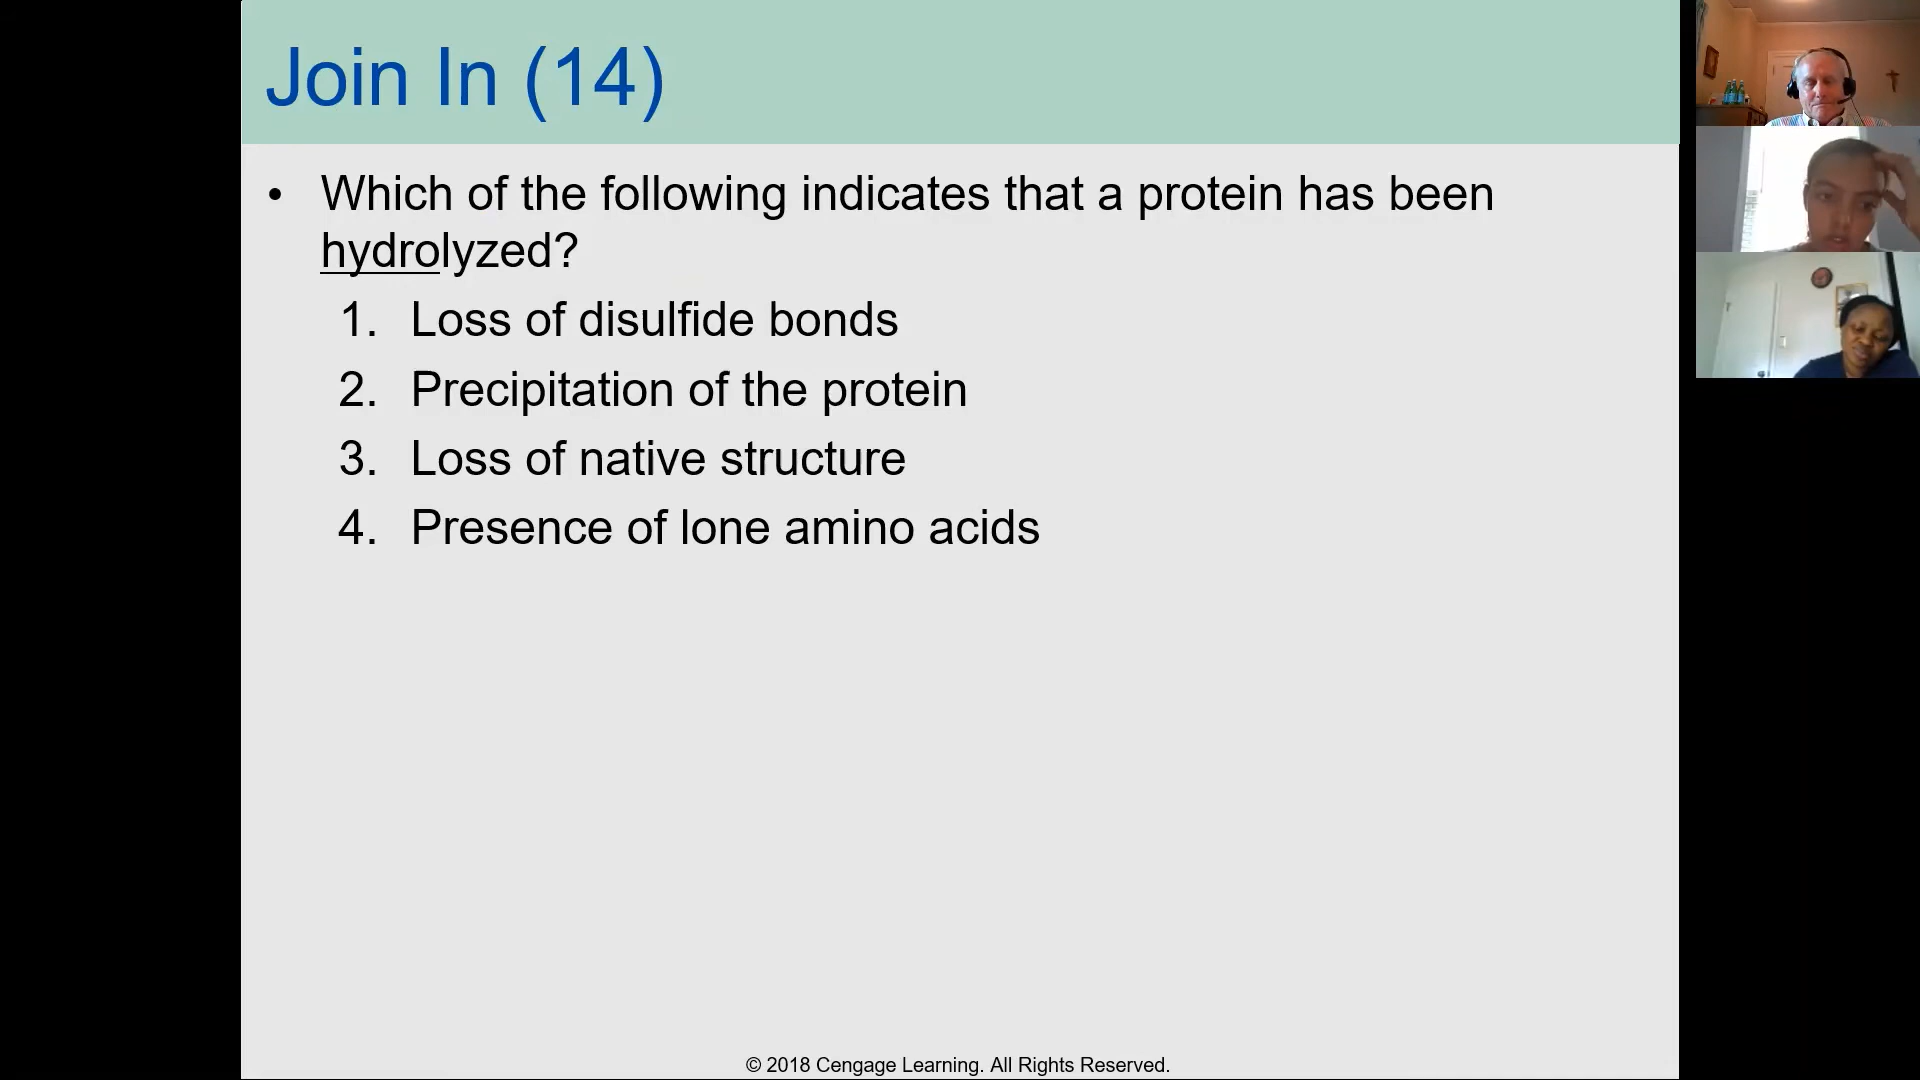 Join In (14)
• Which of the following indicates that a protein has been
hydrolyzed?
1. Loss of disulfide bonds
2. Precipitation of the protein
3. Loss of native structure
4. Presence of lone amino acids
© 2018 Cengage Learning. All Rights Reserved.